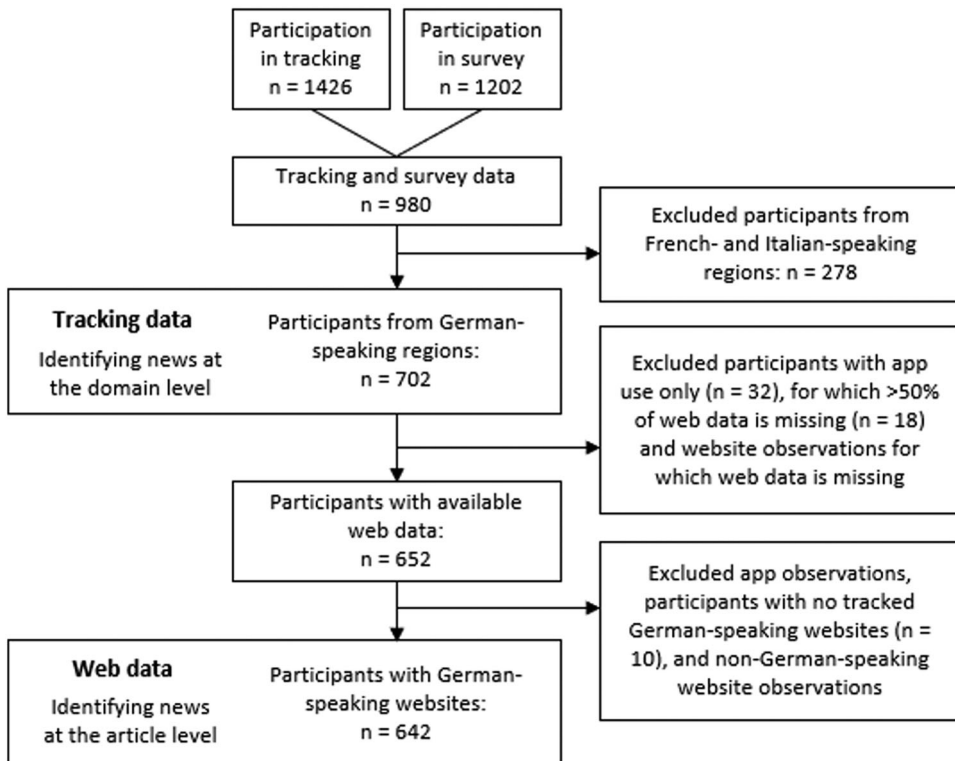 Participation
in tracking
n = 1426
Participation
in survey
n = 1202
Tracking and survey data
n = 980
Excluded participants from
French- and Italian-speaking
regions: n = 278
Tracking data
Identifying news at
the domain level
Participants from German-
speaking regions:
n = 702
Excluded participants with app
use only (n = 32), for which >50%
of web data is missing (n = 18)
and website observations for
which web data is missing
Participants with available
web data:
n = 652
Excluded app observations,
participants with no tracked
German-speaking websites (n =
10), and non-German-speaking
website observations
Web data
Identifying news
at the article level
Participants with German-
speaking websites:
n = 642